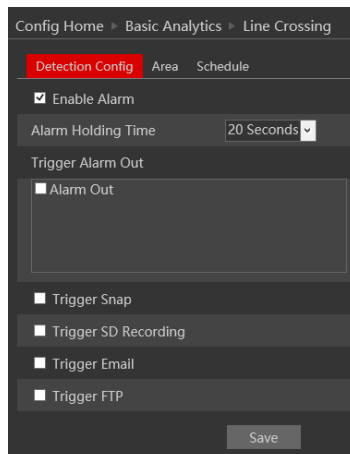 Config Home ▸ Basic Analytics ▸ Line Crossing
Detection Config Area Schedule
Enable Alarm
Alarm Holding Time 20 Seconds
Trigger Alarm Out
Alarm Out
Trigger Snap
Trigger SD Recording
Trigger Email
Trigger FTP
Save